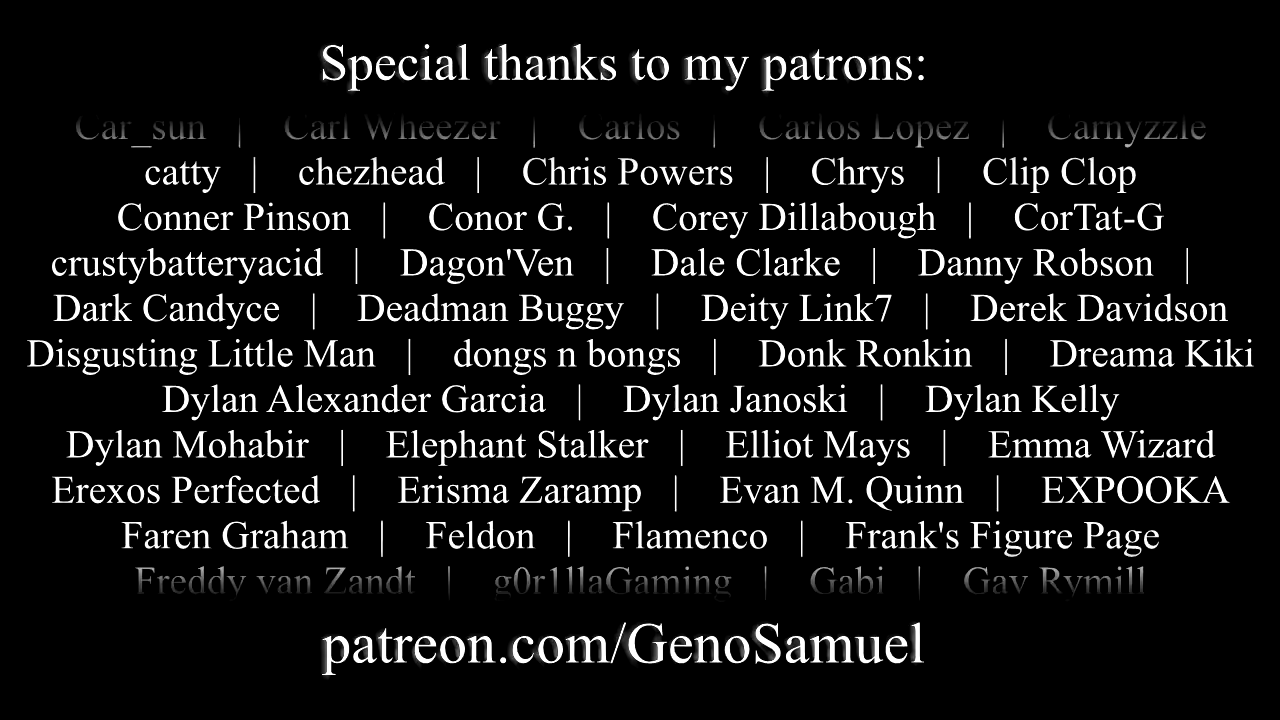 Special thanks to my patrons:
Car_sun | Carl Wheezer | Carlos | Carlos Lopez | Carnyzzle
catty | chezhead | Chris Powers | Chrys | Clip Clop
Conner Pinson | Conor G. | Corey Dillabough | CorTat-G
crustybatteryacid | Dagon'Ven | Dale Clarke | Danny Robson |
Dark Candyce | Deadman Buggy | Deity Link7 | Derek Davidson
Disgusting Little Man | dongs n bongs | Donk Ronkin | Dreama Kiki
Dylan Alexander Garcia | Dylan Janoski | Dylan Kelly
Dylan Mohabir | Elephant Stalker | Elliot Mays | Emma Wizard
Erexos Perfected | Erisma Zaramp | Evan M. Quinn | EXPOOKA
Faren Graham | Feldon | Flamenco | Frank's Figure Page
Freddy van Zandt | g0r1llaGaming | Gabi | Gav Rymill
patreon.com/GenoSamuel